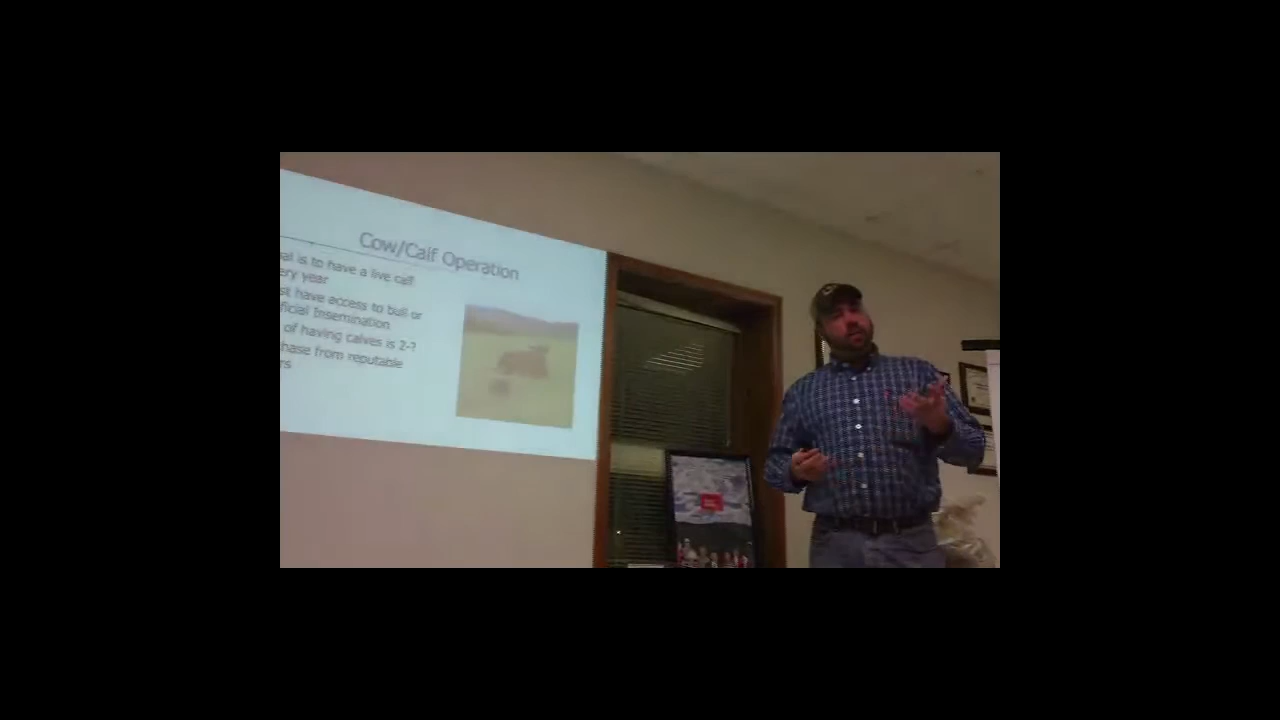 Cow/Calf Operation
al is to have a live calf
ery year
st have access to bull or
ficial Insemination
of having calves is 2-?
hase from reputable
rs